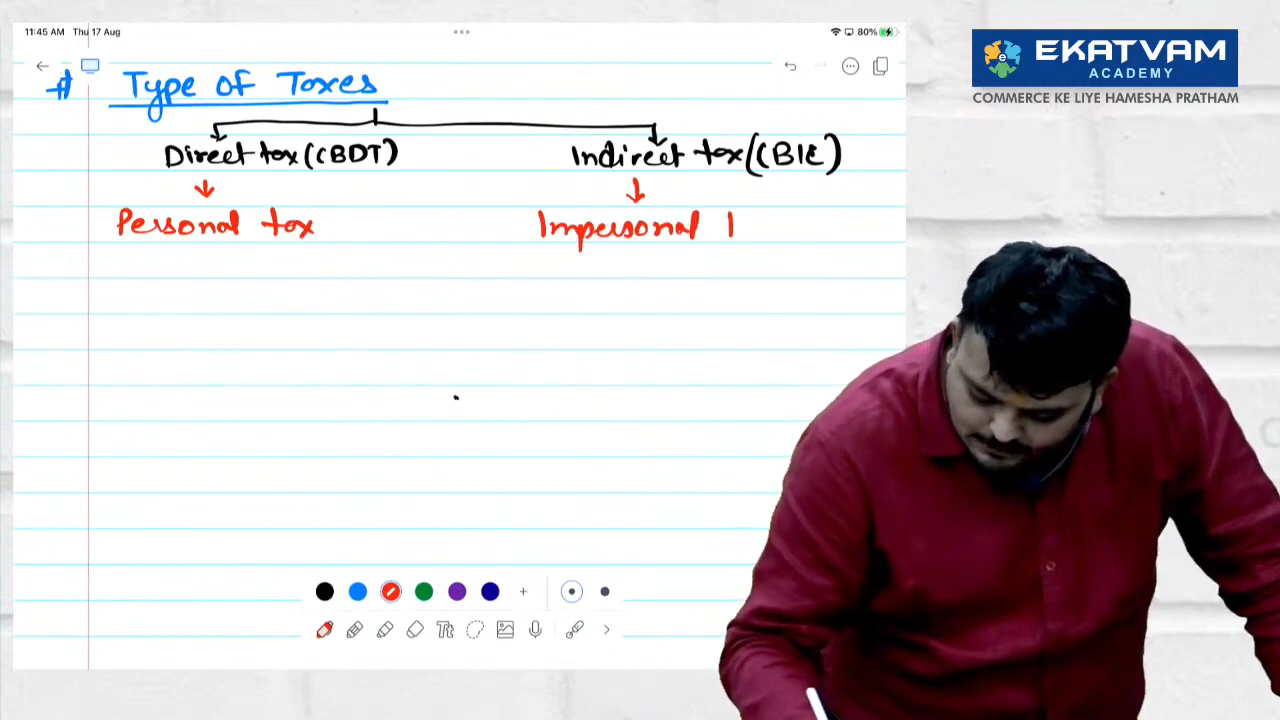 11:45 AM Thu 17 Aug
80%
EKATVAM
ACADEMY
COMMERCE KE LIYE HAMESHA PRATHAM
# Type of Taxes
Direct tax (CBDT)
Indirect tax (CBIC)
Personal tax
Impersonal
Tt